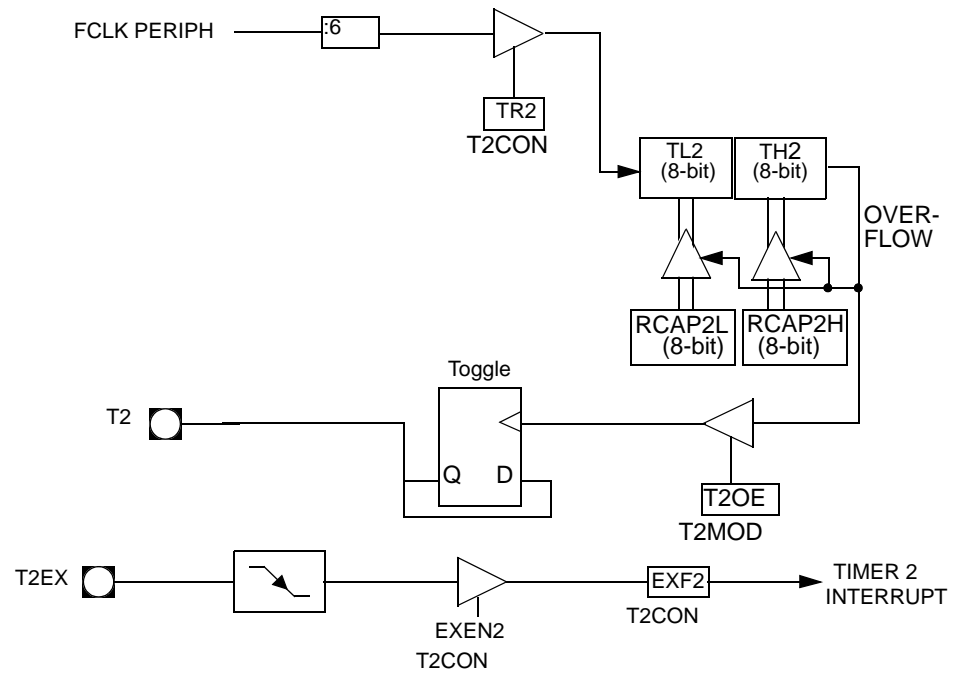 FCLK PERIPH
:6
TR2
T2CON
TL2
(8-bit)
TH2
(8-bit)
OVER-
FLOW
RCAP2L
(8-bit)
RCAP2H
(8-bit)
Toggle
T2
Q
D
T2OE
T2MOD
T2EX
EXEN2
T2CON
EXF2
T2CON
TIMER 2
INTERRUPT